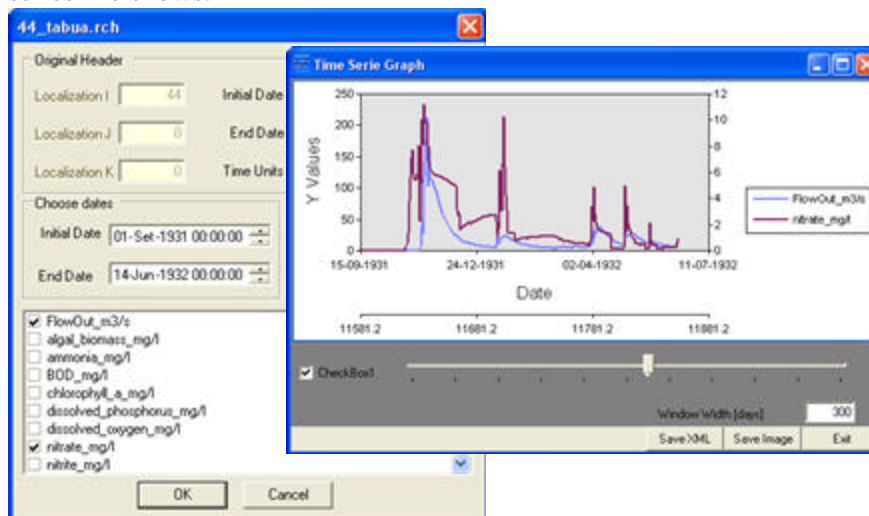 44_tabua.rch
Original Header
Localization I 44 Initial Date
Localization J 0 End Date
Localization K 0 Time Units
Choose dates
Initial Date 01-Set-1931 00:00:00
End Date 14-Jun-1932 00:00:00
FlowOut_m3/s
algal_biomass_mg/l
ammonia_mg/l
BOD_mg/l
chlorophyll_a_mg/l
dissolved_phosphorus_mg/l
dissolved_oxygen_mg/l
nitrate_mg/l
nitrite_mg/l
OK Cancel
Time Serie Graph
250 12
200 10
150 8
6
100 4
50 2
0 0
Y Values
15-09-1931 24-12-1931 02-04-1932 11-07-1932
Date
11581.2 11681.2 11781.2 11881.2
FlowOut_m3/s
nitrate_mg/l
CheckBox1
Window Width [days] 300
Save XML Save Image Exit